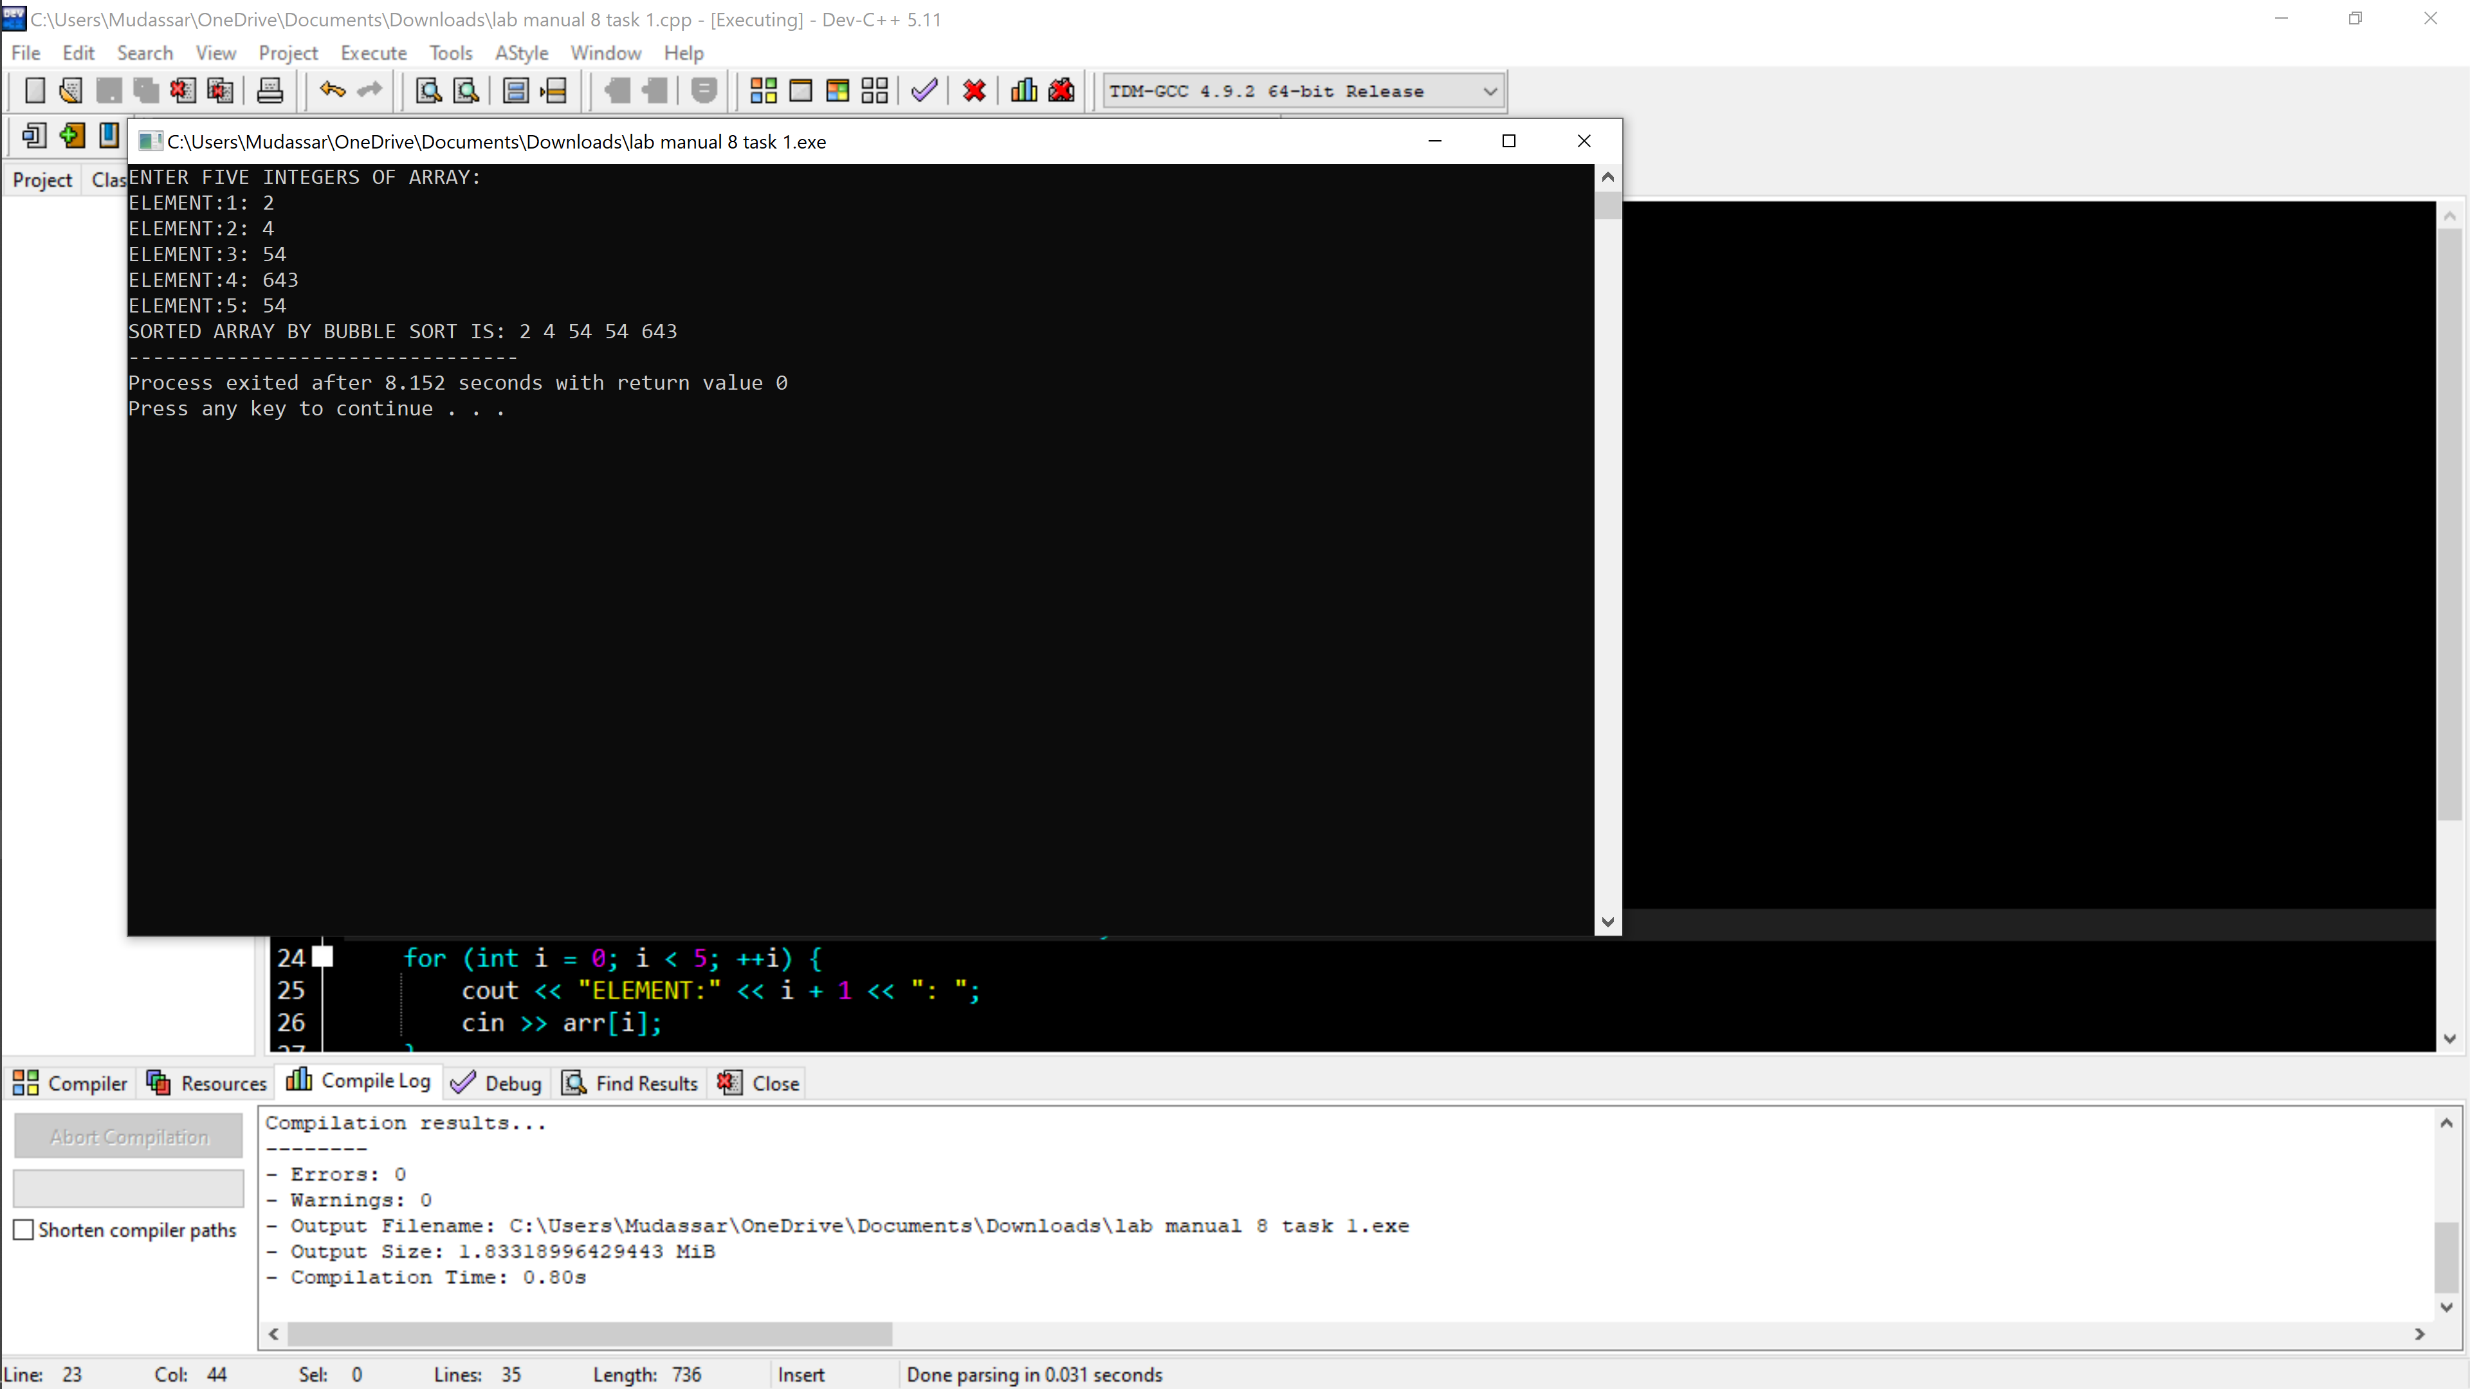 C:\Users\Mudassar\OneDrive\Documents\Downloads\lab manual 8 task 1.cpp - [Executing] - Dev-C++ 5.11
File Edit Search View Project Execute Tools AStyle Window Help
TDM-GCC 4.9.2 64-bit Release
C:\Users\Mudassar\OneDrive\Documents\Downloads\lab manual 8 task 1.exe
Project Clas
ENTER FIVE INTEGERS OF ARRAY:
ELEMENT:1: 2
ELEMENT:2: 4
ELEMENT:3: 54
ELEMENT:4: 643
ELEMENT:5: 54
SORTED ARRAY BY BUBBLE SORT IS: 2 4 54 54 643
--------------------------------
Process exited after 8.152 seconds with return value 0
Press any key to continue . . .
24 for (int i = 0; i < 5; ++i) {
25 cout << "ELEMENT:" << i + 1 << ": ";
26 cin >> arr[i];
Compiler Resources Compile Log Debug Find Results Close
Abort Compilation
Shorten compiler paths
Compilation results...
--------
- Errors: 0
- Warnings: 0
- Output Filename: C:\Users\Mudassar\OneDrive\Documents\Downloads\lab manual 8 task 1.exe
- Output Size: 1.83318996429443 MiB
- Compilation Time: 0.80s
Line: 23 Col: 44 Sel: 0 Lines: 35 Length: 736 Insert Done parsing in 0.031 seconds